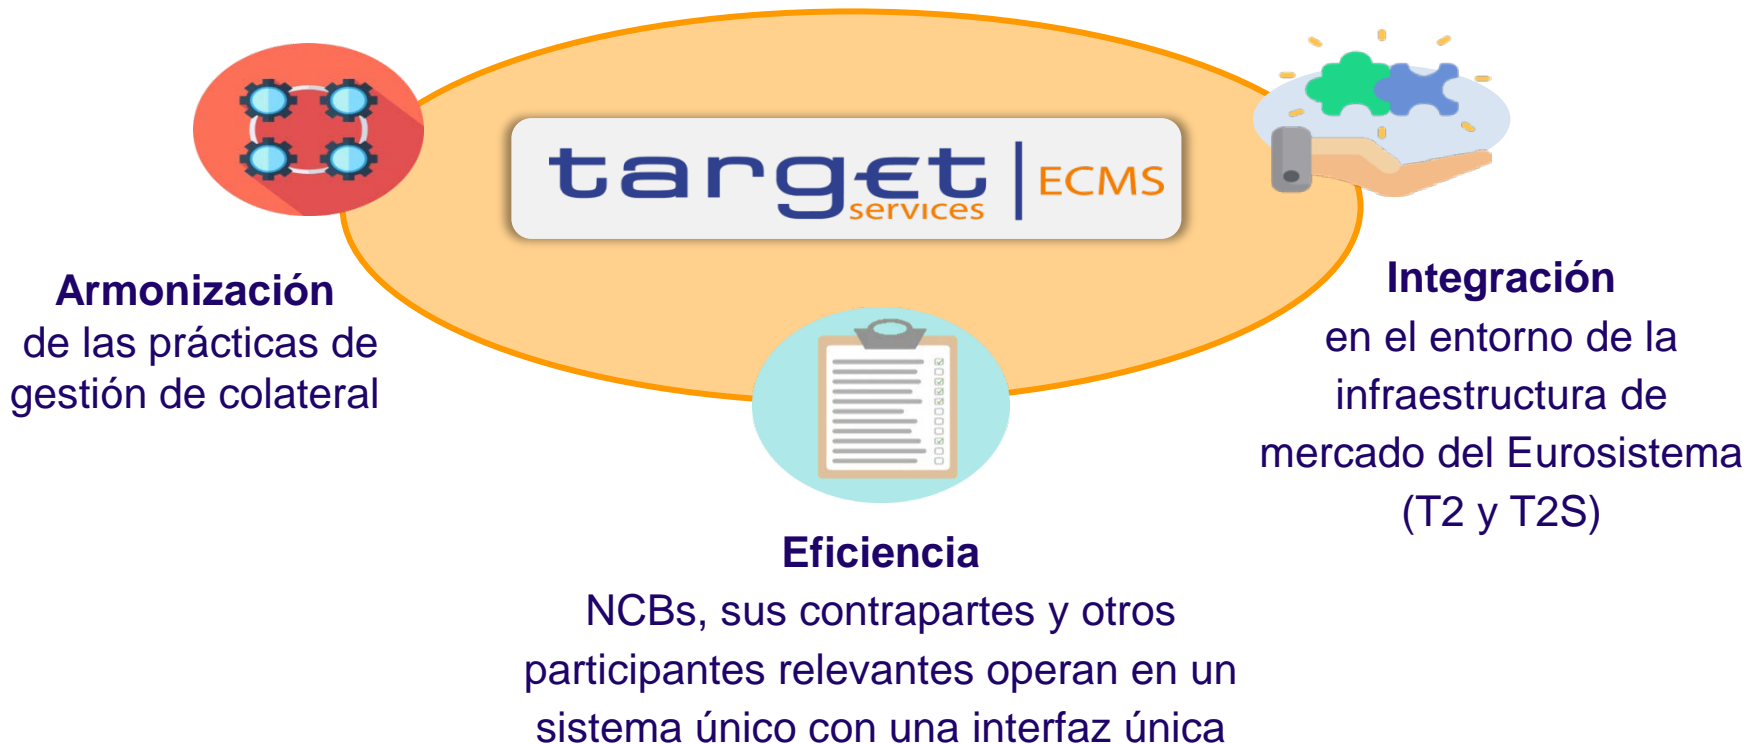 target
services
ECMS
Armonización
de las prácticas de
gestión de colateral
Eficiencia
NCBs, sus contrapartes y otros
participantes relevantes operan en un
sistema único con una interfaz única
Integración
en el entorno de la
infraestructura de
mercado del Eurosistema
(T2 y T2S)